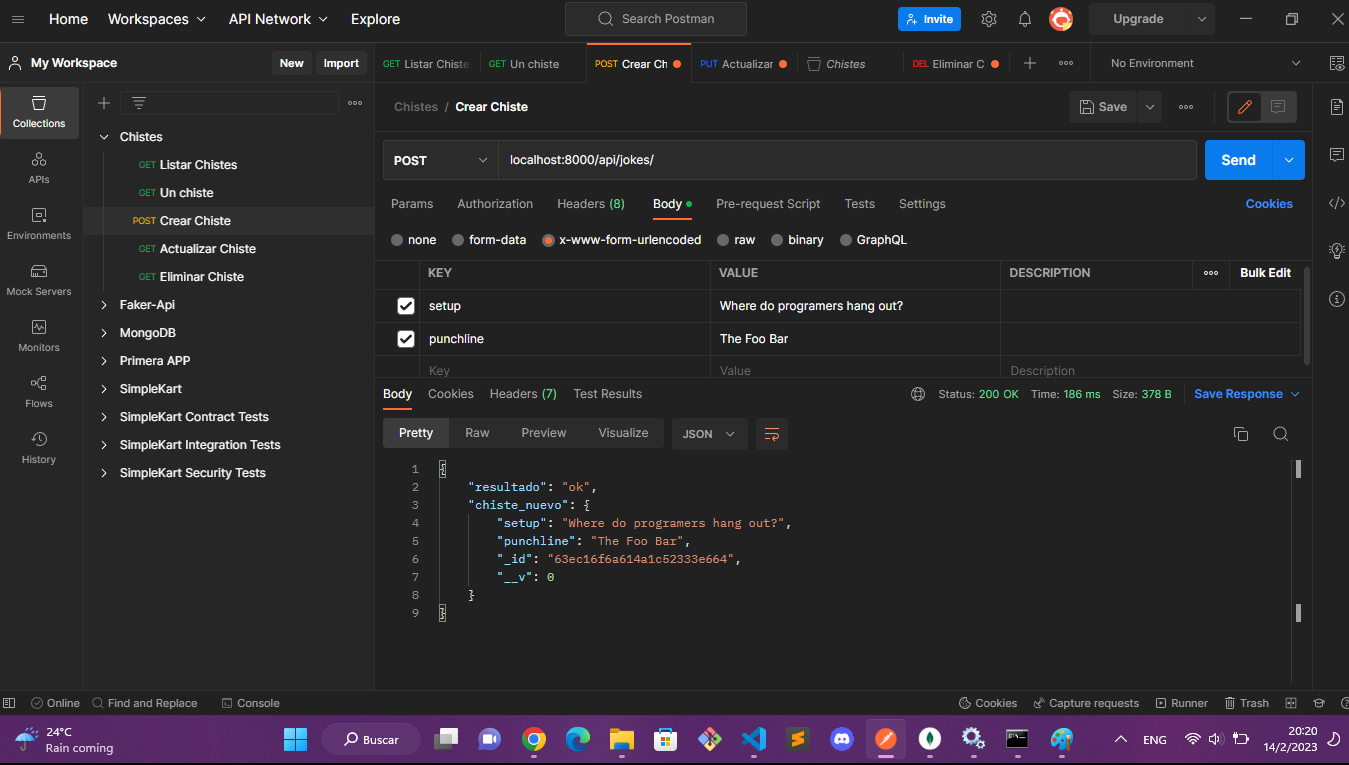 Home Workspaces API Network Explore Search Postman Invite Upgrade
My Workspace New Import GET Listar Chiste GET Un chiste POST Crear Ch PUT Actualizar Chistes DEL Eliminar C No Environment
Collections
APIs
Environments
Mock Servers
Monitors
Flows
History
Chistes
GET Listar Chistes
GET Un chiste
POST Crear Chiste
GET Actualizar Chiste
GET Eliminar Chiste
Faker-Api
MongoDB
Primera APP
SimpleKart
SimpleKart Contract Tests
SimpleKart Integration Tests
SimpleKart Security Tests
Chistes / Crear Chiste Save
POST localhost:8000/api/jokes/ Send
Params Authorization Headers (8) Body Pre-request Script Tests Settings Cookies
none form-data x-www-form-urlencoded raw binary GraphQL
KEY VALUE DESCRIPTION Bulk Edit
setup Where do programers hang out?
punchline The Foo Bar
Key Value Description
Body Cookies Headers (7) Test Results Status: 200 OK Time: 186 ms Size: 378 B Save Response
Pretty Raw Preview Visualize JSON
1 {
2 "resultado": "ok",
3 "chiste_nuevo": {
4 "setup": "Where do programers hang out?",
5 "punchline": "The Foo Bar",
6 "_id": "63ec16f6a614a1c52333e664",
7 "__v": 0
8 }
9 }
Online Find and Replace Console Cookies Capture requests Runner Trash
24°C
Rain coming
Buscar
ENG
20:20
14/2/2023